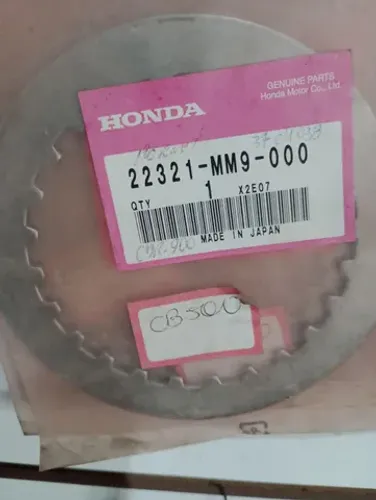 GENUINE PARTS
Honda Motor Co., Ltd.
HONDA
22321-MM9-000
QTY 1 X2E07
MADE IN JAPAN
CB500